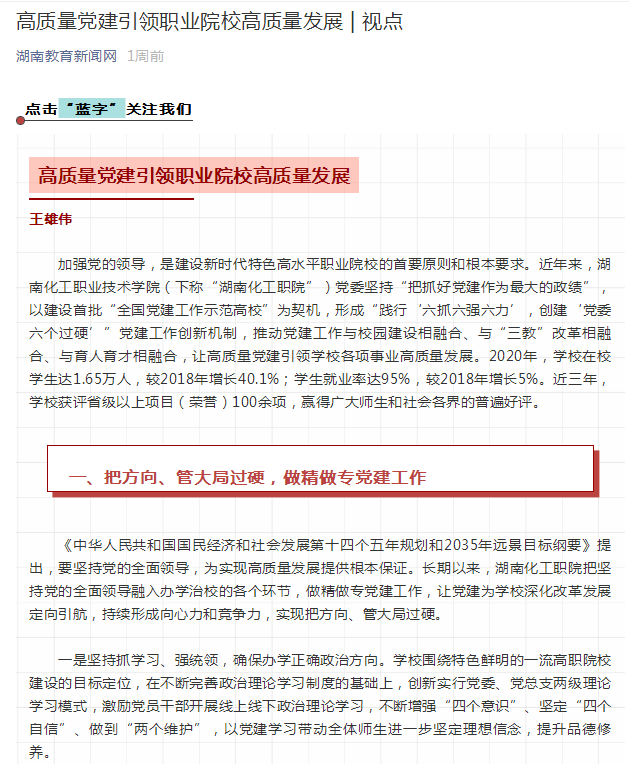 高质量党建引领职业院校高质量发展 | 视点
湖南教育新闻网 1周前
点击“蓝字”关注我们
高质量党建引领职业院校高质量发展
王雄伟
加强党的领导，是建设新时代特色高水平职业院校的首要原则和根本要求。近年来，湖
南化工职业技术学院（下称“湖南化工职院”）党委坚持“把抓好党建作为最大的政绩”，
以建设首批“全国党建工作示范高校”为契机，形成“践行‘六抓六强六力’，创建‘党委
六个过硬’”党建工作创新机制，推动党建工作与校园建设相融合、与“三教”改革相融
合、与育人育才相融合，让高质量党建引领学校各项事业高质量发展。2020年，学校在校
学生达1.65万人，较2018年增长40.1%；学生就业率达95%，较2018年增长5%。近三年，
学校获评省级以上项目（荣誉）100余项，赢得广大师生和社会各界的普遍好评。
一、把方向、管大局过硬，做精做专党建工作
《中华人民共和国国民经济和社会发展第十四个五年规划和2035年远景目标纲要》提
出，要坚持党的全面领导，为实现高质量发展提供根本保证。长期以来，湖南化工职院把坚
持党的全面领导融入办学治校的各个环节，做精做专党建工作，让党建为学校深化改革发展
定向引航，持续形成向心力和竞争力，实现把方向、管大局过硬。
一是坚持抓学习、强统领，确保办学正确政治方向。学校围绕特色鲜明的一流高职院校
建设的目标定位，在不断完善政治理论学习制度的基础上，创新实行党委、党总支两级理论
学习模式，激励党员干部开展线上线下政治理论学习，不断增强“四个意识”、坚定“四个
自信”、做到“两个维护”，以党建学习带动全体师生进一步坚定理想信念，提升品德修
养。